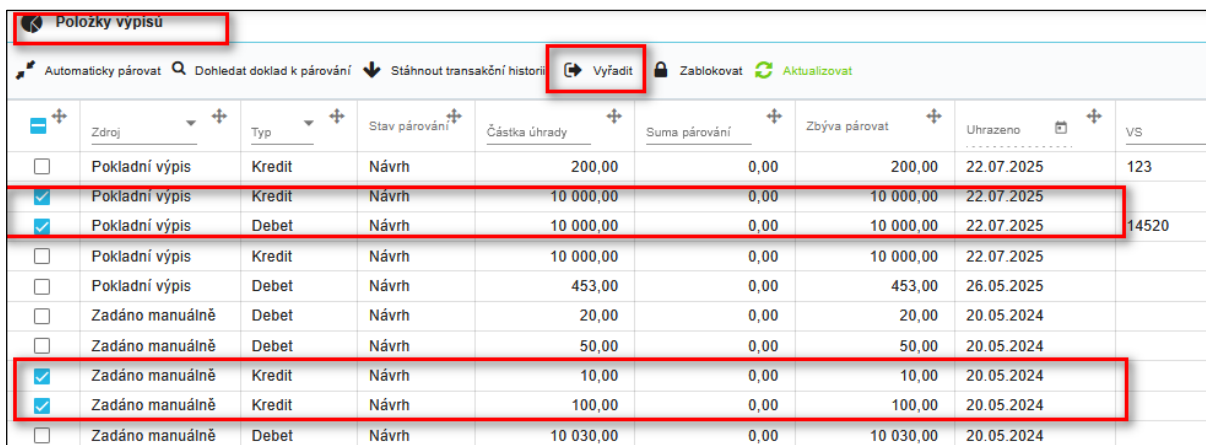 Položky výpisů
Automaticky párovat Dohledat doklad k párování Stáhnout transakční historii Vyřadit Zablokovat Aktualizovat
Zdroj Typ Stav párování Částka úhrady Suma párování Zbývá párovat Uhrazeno VS
Pokladní výpis Kredit Návrh 200,00 0,00 200,00 22.07.2025 123
Pokladní výpis Kredit Návrh 10 000,00 0,00 10 000,00 22.07.2025
Pokladní výpis Debet Návrh 10 000,00 0,00 10 000,00 22.07.2025 14520
Pokladní výpis Kredit Návrh 10 000,00 0,00 10 000,00 22.07.2025
Pokladní výpis Debet Návrh 453,00 0,00 453,00 26.05.2025
Zadáno manuálně Debet Návrh 20,00 0,00 20,00 20.05.2024
Zadáno manuálně Debet Návrh 50,00 0,00 50,00 20.05.2024
Zadáno manuálně Kredit Návrh 10,00 0,00 10,00 20.05.2024
Zadáno manuálně Kredit Návrh 100,00 0,00 100,00 20.05.2024
Zadáno manuálně Debet Návrh 10 030,00 0,00 10 030,00 20.05.2024